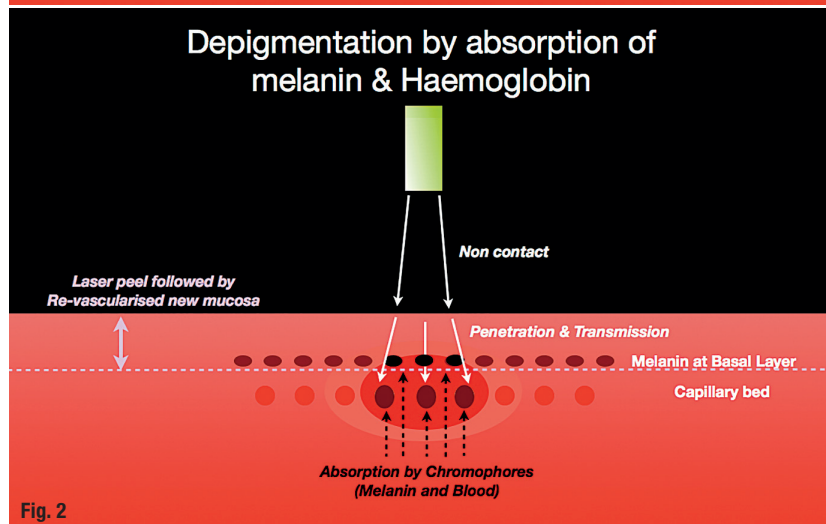 Depigmentation by absorption of
melanin & Haemoglobin
Non contact
Laser peel followed by
Re-vascularised new mucosa
Penetration & Transmission
Melanin at Basal Layer
Capillary bed
Absorption by Chromophores
(Melanin and Blood)
Fig. 2